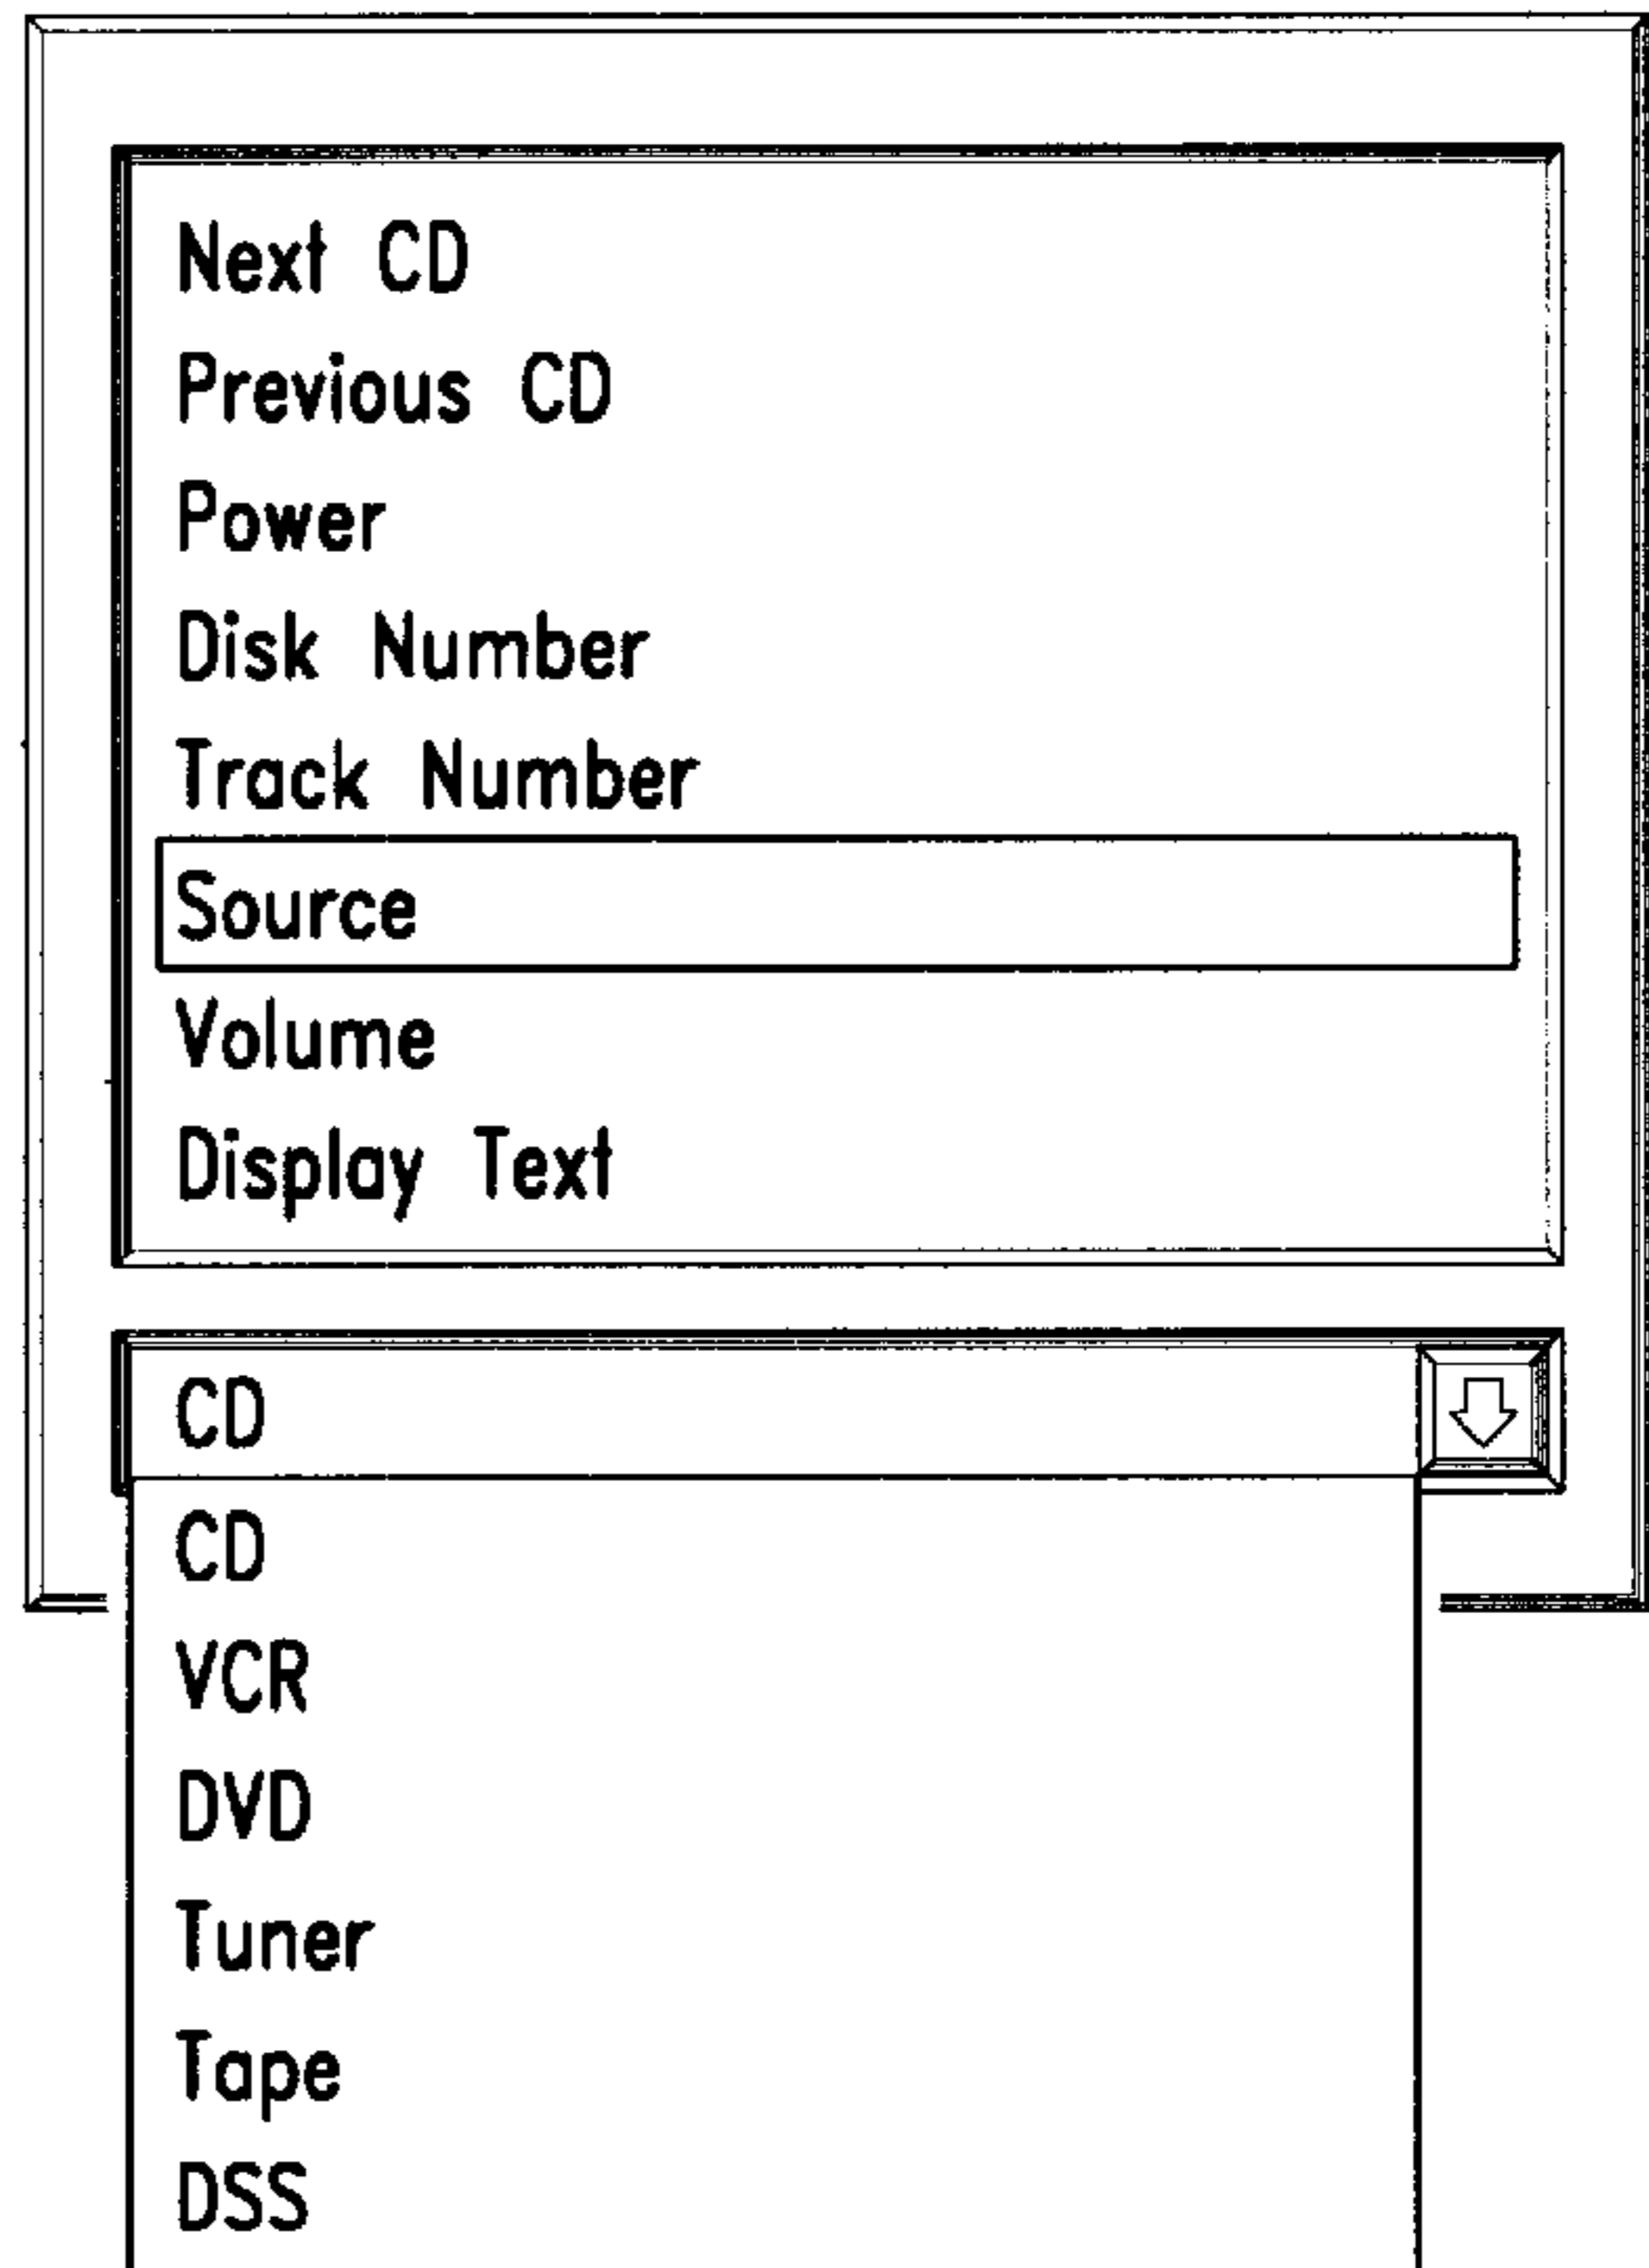 Next CD
Previous CD
Power
Disk Number
Track Number
Source
Volume
Display Text
CD
CD
VCR
DVD
Tuner
Tape
DSS